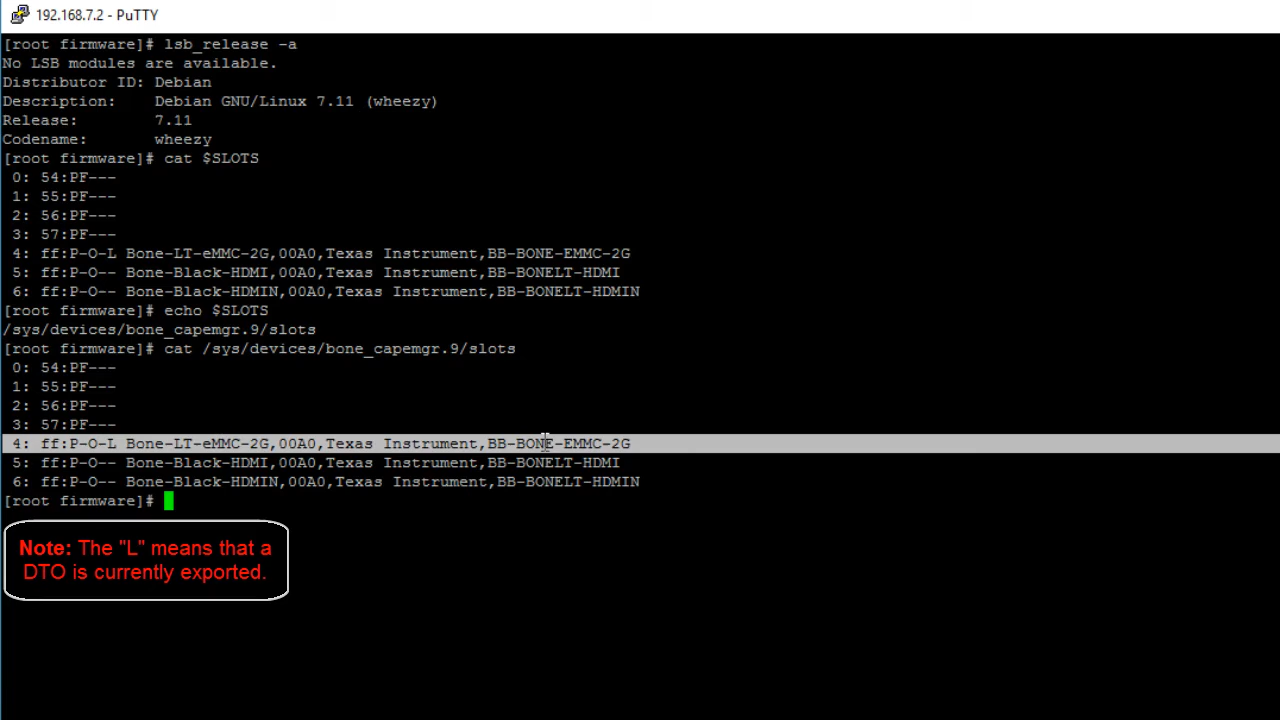 192.168.7.2 - PuTTY
[root firmware]# lsb_release -a
No LSB modules are available.
Distributor ID: Debian
Description:    Debian GNU/Linux 7.11 (wheezy)
Release:        7.11
Codename:       wheezy
[root firmware]# cat $SLOTS
 0: 54:PF---
 1: 55:PF---
 2: 56:PF---
 3: 57:PF---
 4: ff:P-O-L Bone-LT-eMMC-2G,00A0,Texas Instrument,BB-BONE-EMMC-2G
 5: ff:P-O-- Bone-Black-HDMI,00A0,Texas Instrument,BB-BONELT-HDMI
 6: ff:P-O-- Bone-Black-HDMIN,00A0,Texas Instrument,BB-BONELT-HDMIN
[root firmware]# echo $SLOTS
/sys/devices/bone_capemgr.9/slots
[root firmware]# cat /sys/devices/bone_capemgr.9/slots
 0: 54:PF---
 1: 55:PF---
 2: 56:PF---
 3: 57:PF---
 4: ff:P-O-L Bone-LT-eMMC-2G,00A0,Texas Instrument,BB-BONE-EMMC-2G
 5: ff:P-O-- Bone-Black-HDMI,00A0,Texas Instrument,BB-BONELT-HDMI
 6: ff:P-O-- Bone-Black-HDMIN,00A0,Texas Instrument,BB-BONELT-HDMIN
[root firmware]#
Note: The "L" means that a
DTO is currently exported.